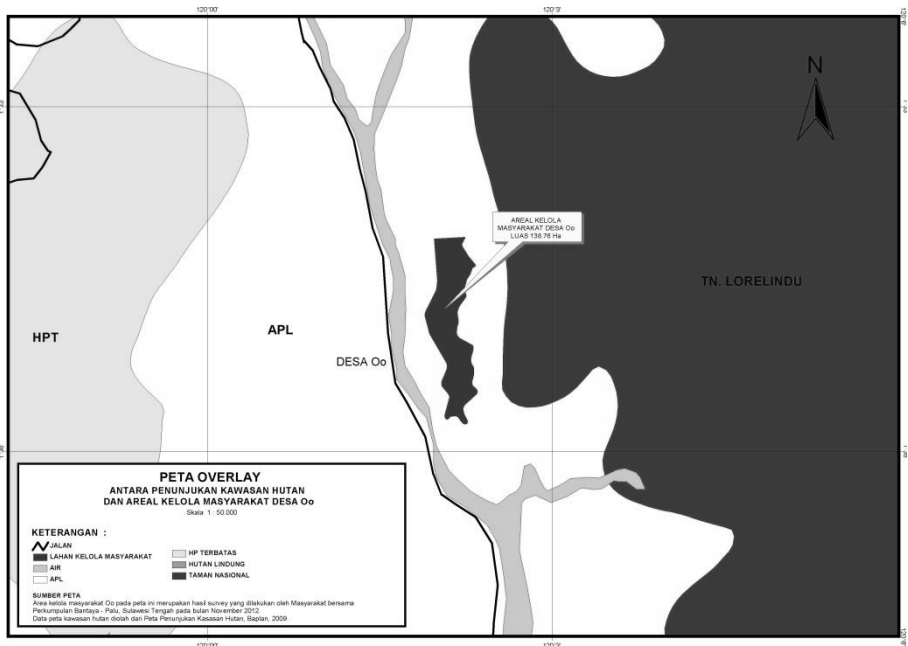 120°00'
120°3'
N
AREAL KELOLA
MASYARAKAT DESA Oo
LUAS 138.78 Ha
TN. LORELINDU
HPT
APL
DESA Oo
PETA OVERLAY
ANTARA PENUNJUKAN KAWASAN HUTAN
DAN AREAL KELOLA MASYARAKAT DESA Oo
Skala 1 : 50.000
KETERANGAN :
JALAN
LAHAN KELOLA MASYARAKAT
AIR
APL
HP TERBATAS
HUTAN LINDUNG
TAMAN NASIONAL
SUMBER PETA
Area kelola masyarakat Oo pada peta ini merupakan hasil survey yang dilakukan oleh Masyarakat bersama
Perkumpulan Bantaya - Palu, Sulawesi Tengah pada bulan November 2012
Data peta kawasan hutan diolah dari Peta Penunjukan Kasasan Hutan, Baplan, 2009.
120°00'
120°3'